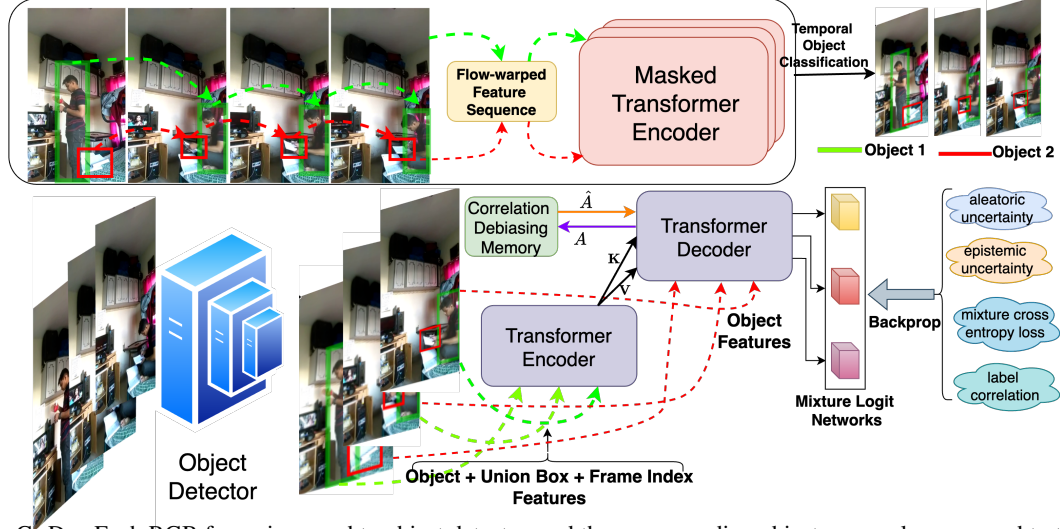 Flow-warped
Feature
Sequence
Masked
Transformer
Encoder
Temporal
Object
Classification
Object 1
Object 2
Correlation
Debiasing
Memory
Â
A
Transformer
Decoder
K
V
Transformer
Encoder
Object
Features
Object
Detector
Object + Union Box + Frame Index
Features
Mixture Logit
Networks
Backprop
aleatoric
uncertainty
epistemic
uncertainty
mixture cross
entropy loss
label
correlation